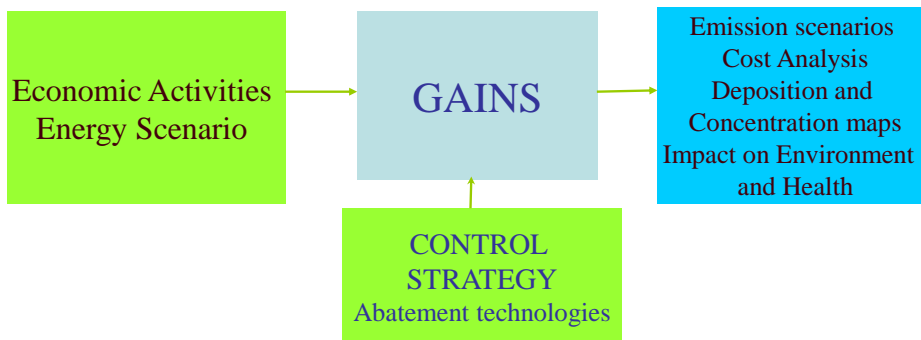 Economic Activities
Energy Scenario
GAINS
Emission scenarios
Cost Analysis
Deposition and
Concentration maps
Impact on Environment
and Health
CONTROL
STRATEGY
Abatement technologies